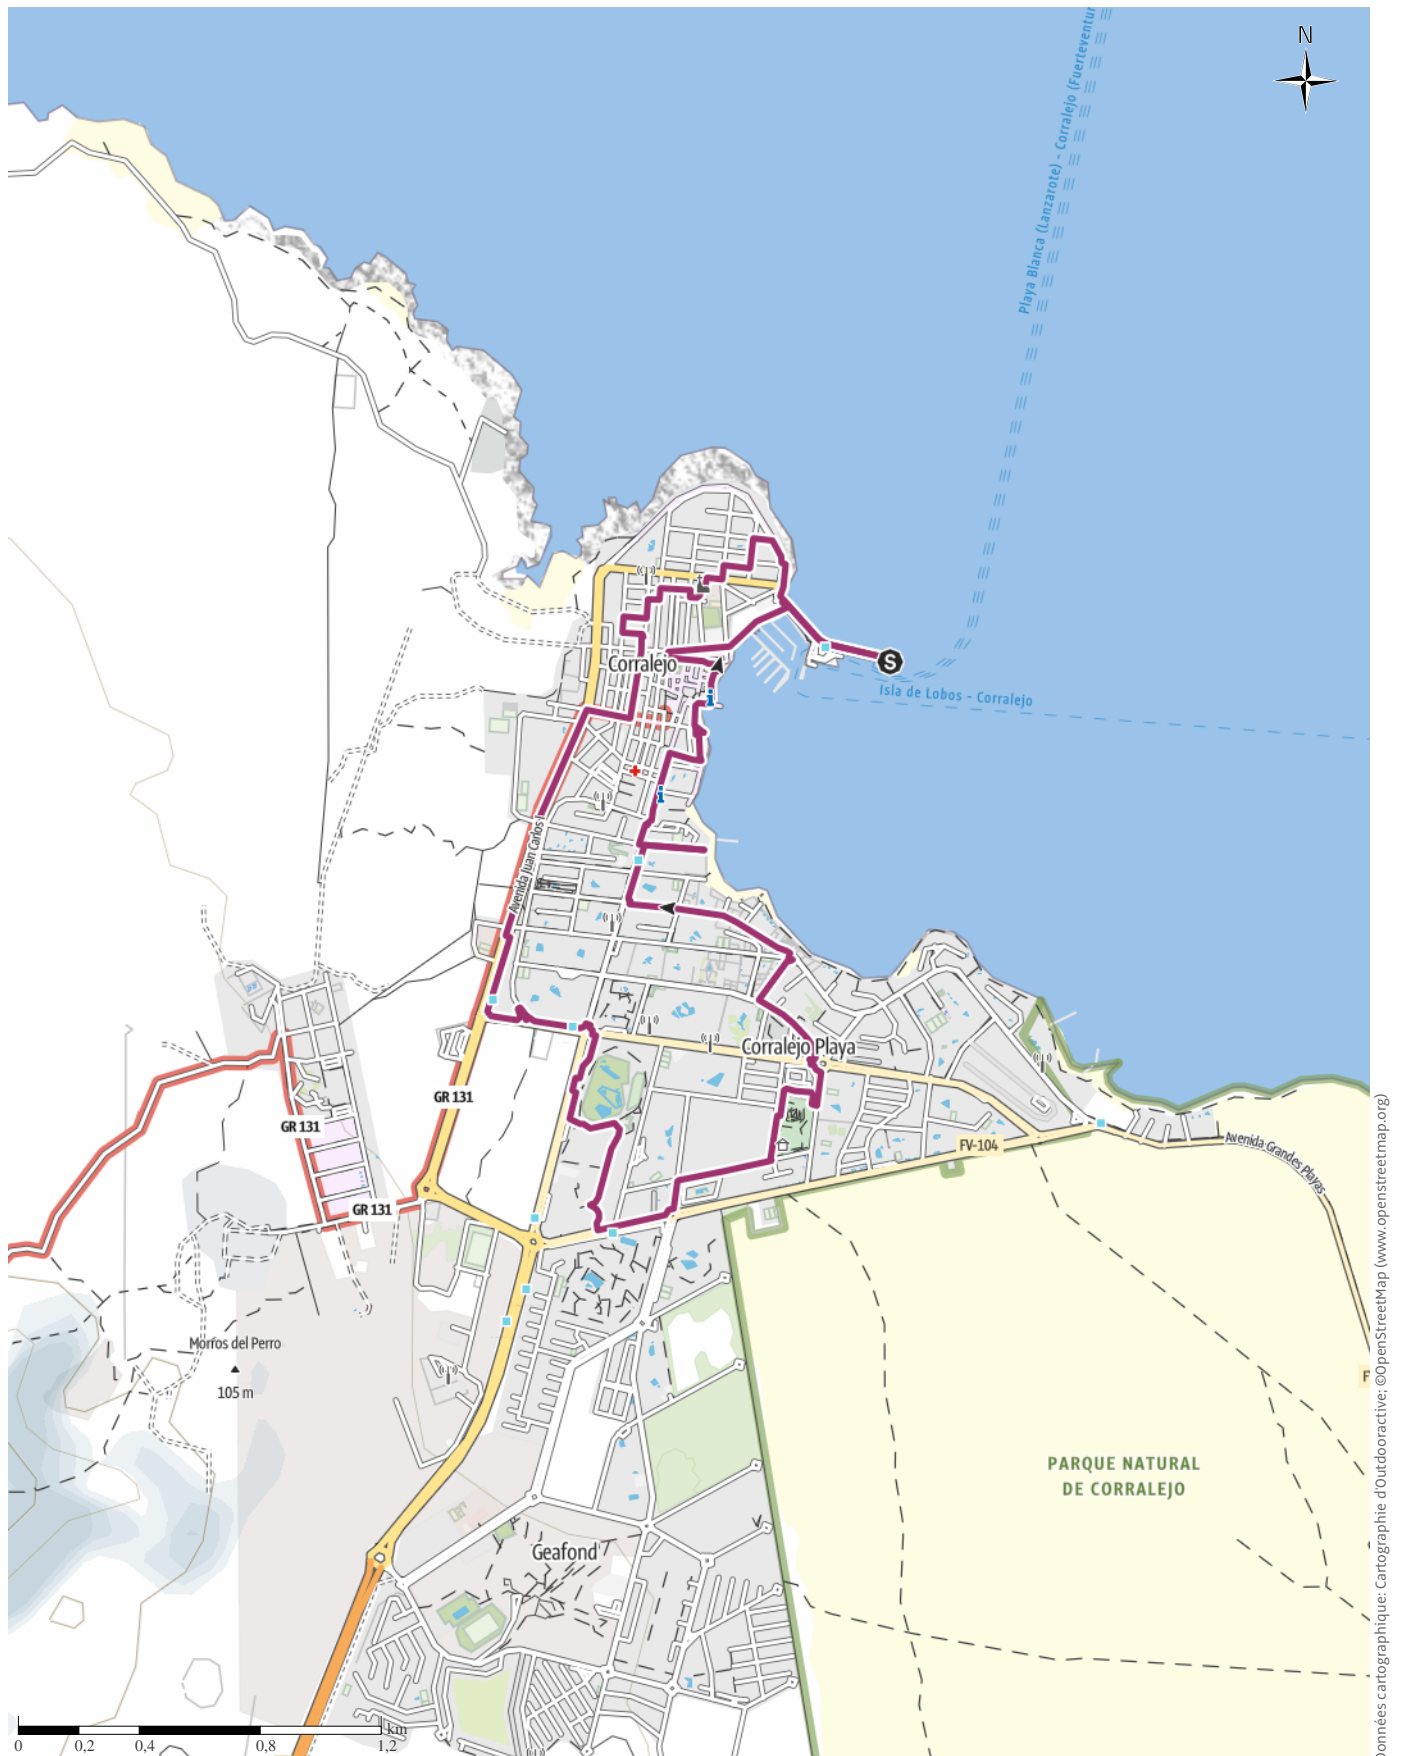 N
Playa Blanca (Lanzarote) - Corralejo (Fuerteventur
S
Corralejo
Isla de Lobos - Corralejo
i
i
Avenida Juan Carlos I
Corralejo Playa
GR 131
GR 131
FV-104
Avenida Grandes Playas
GR 131
Morros del Perro
105 m
F
PARQUE NATURAL
DE CORRALEJO
Geafond
km
0 0,2 0,4 0,8 1,2
onnées cartographique: Cartographie d'Outdooractive; ©OpenStreetMap (www.openstreetmap.org)